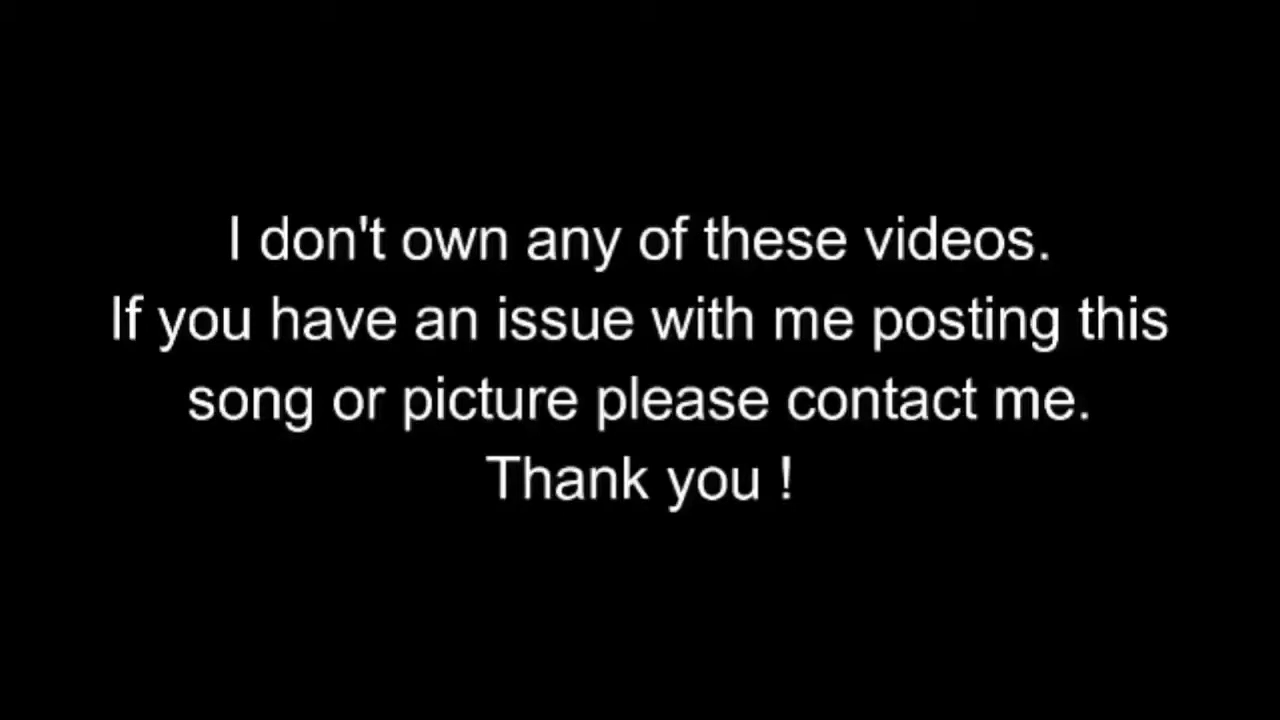 I don't own any of these videos.
If you have an issue with me posting this
song or picture please contact me.
Thank you !